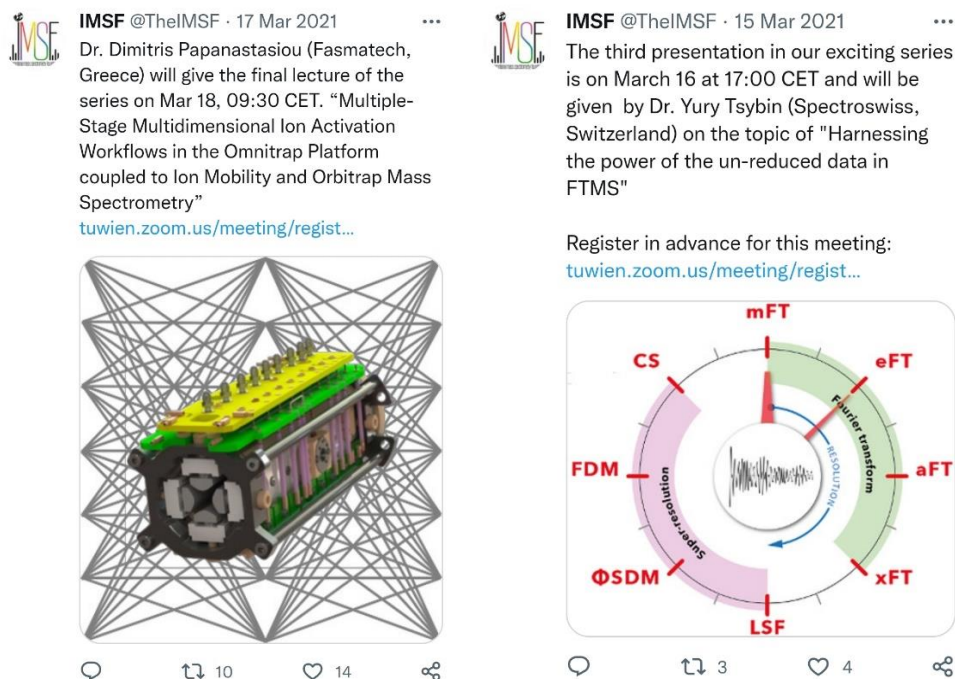 IMSF @TheIMSF · 17 Mar 2021
Dr. Dimitris Papanastasiou (Fasmatech,
Greece) will give the final lecture of the
series on Mar 18, 09:30 CET. “Multiple-
Stage Multidimensional Ion Activation
Workflows in the Omnitrap Platform
coupled to Ion Mobility and Orbitrap Mass
Spectrometry”
tuwien.zoom.us/meeting/regist...
10
14
IMSF @TheIMSF · 15 Mar 2021
The third presentation in our exciting series
is on March 16 at 17:00 CET and will be
given by Dr. Yury Tsybin (Spectroswiss,
Switzerland) on the topic of "Harnessing
the power of the un-reduced data in
FTMS"
Register in advance for this meeting:
tuwien.zoom.us/meeting/regist...
mFT
eFT
aFT
xFT
LSF
ΦSDM
FDM
CS
Fourier transform
RESOLUTION
Super-resolution
3
4